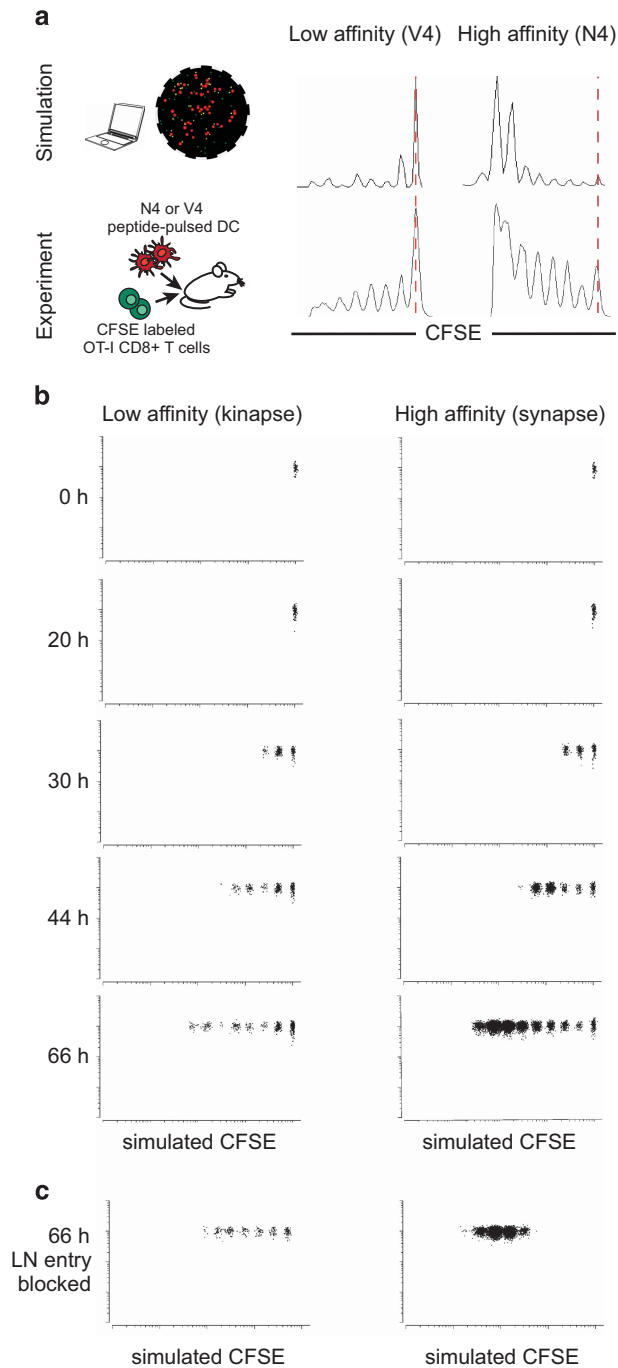 a
Low affinity (V4) High affinity (N4)
Simulation
N4 or V4
peptide-pulsed DC
Experiment
CFSE labeled
OT-I CD8+ T cells
CFSE
b
Low affinity (kinapse) High affinity (synapse)
0 h
20 h
30 h
44 h
66 h
simulated CFSE simulated CFSE
c
66 h
LN entry
blocked
simulated CFSE simulated CFSE